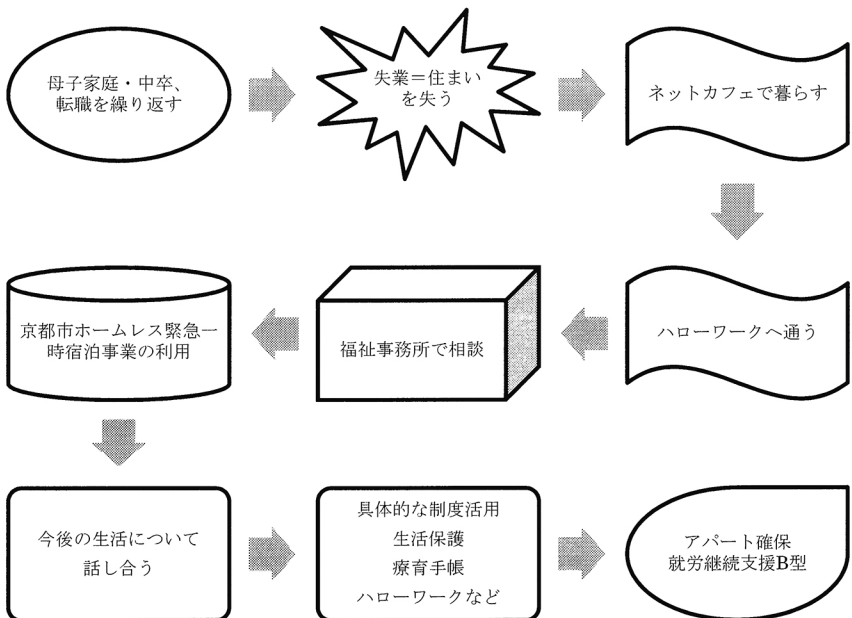 母子家庭・中卒、
転職を繰り返す
失業＝住まい
を失う
ネットカフェで暮らす
ハローワークへ通う
福祉事務所で相談
京都市ホームレス緊急一
時宿泊事業の利用
今後の生活について
話し合う
具体的な制度活用
生活保護
療育手帳
ハローワークなど
アパート確保
就労継続支援B型